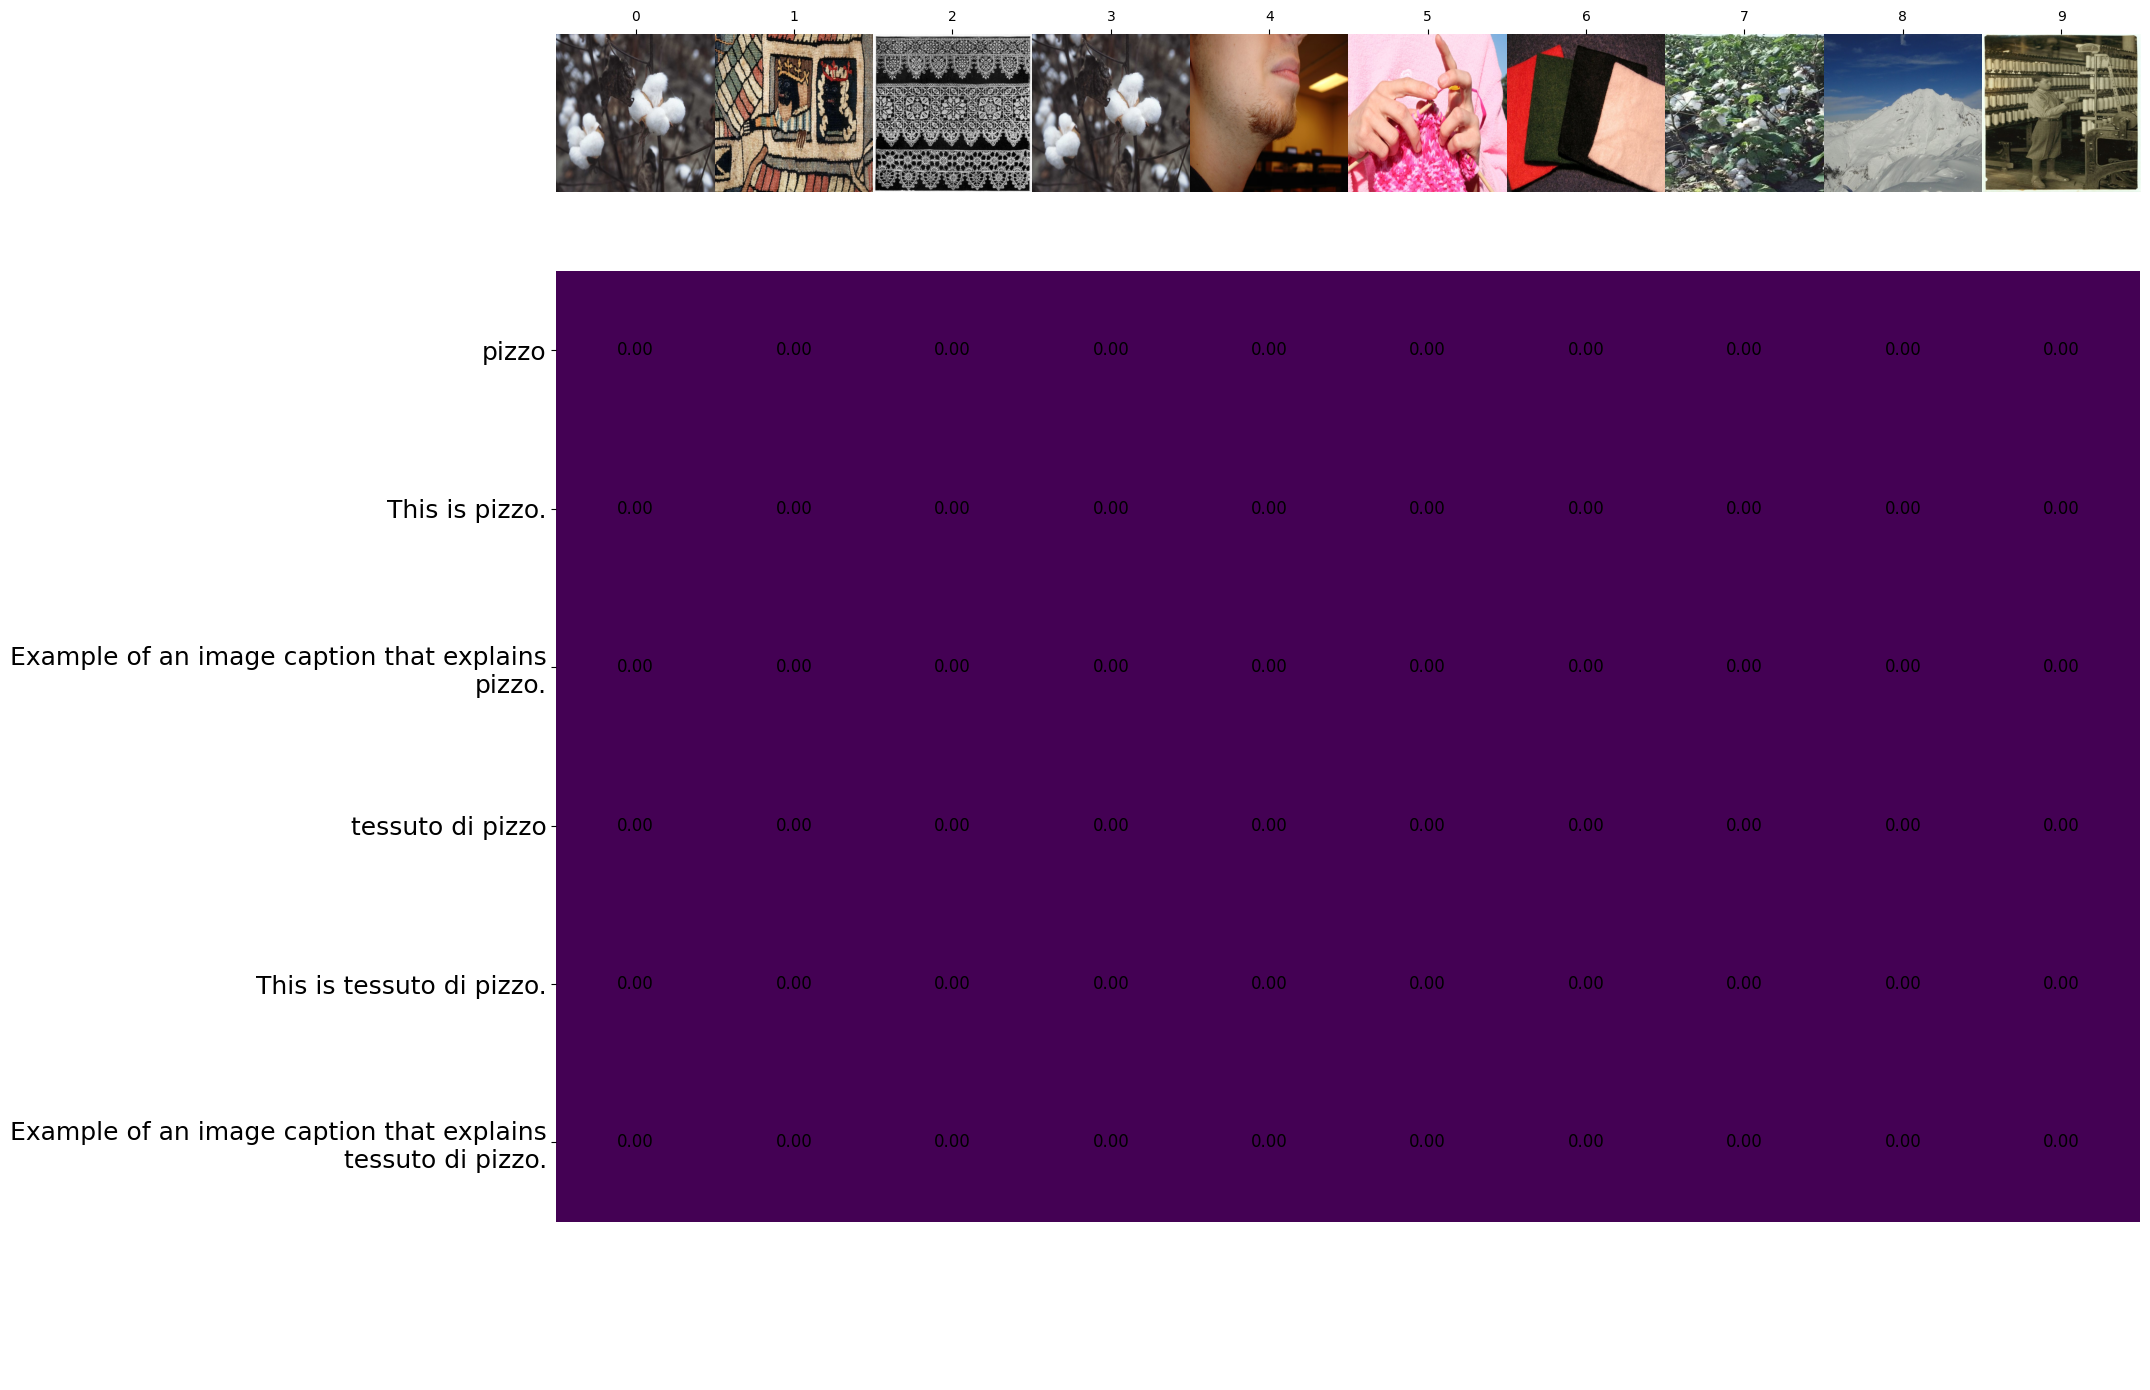 0 1 2 3 4 5 6 7 8 9
pizzo 0.00 0.00 0.00 0.00 0.00 0.00 0.00 0.00 0.00 0.00
This is pizzo. 0.00 0.00 0.00 0.00 0.00 0.00 0.00 0.00 0.00 0.00
Example of an image caption that explains
pizzo. 0.00 0.00 0.00 0.00 0.00 0.00 0.00 0.00 0.00 0.00
tessuto di pizzo 0.00 0.00 0.00 0.00 0.00 0.00 0.00 0.00 0.00 0.00
This is tessuto di pizzo. 0.00 0.00 0.00 0.00 0.00 0.00 0.00 0.00 0.00 0.00
Example of an image caption that explains
tessuto di pizzo. 0.00 0.00 0.00 0.00 0.00 0.00 0.00 0.00 0.00 0.00